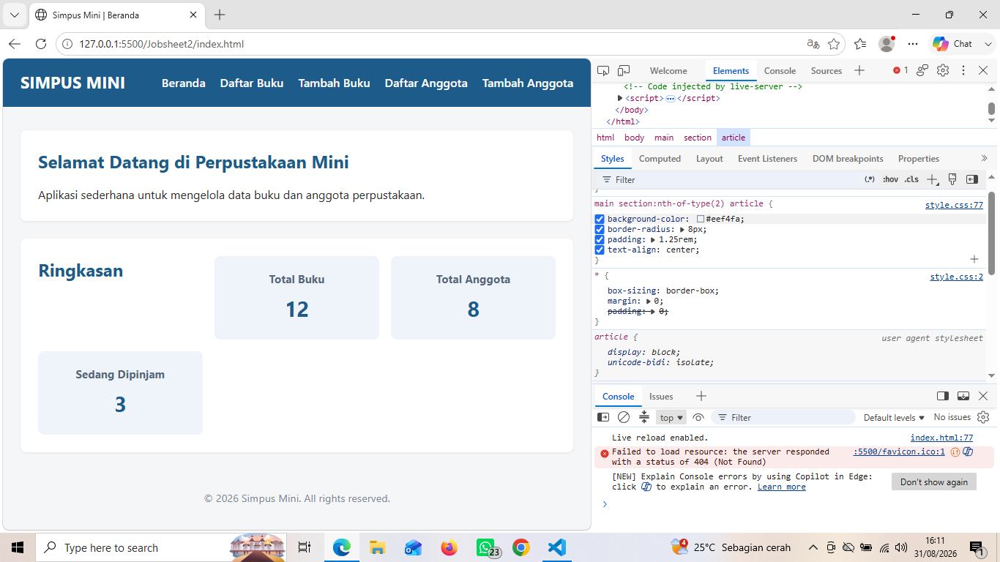 Simpus Mini | Beranda
127.0.0.1:5500/Jobsheet2/index.html
Chat
SIMPUS MINI
Beranda
Daftar Buku
Tambah Buku
Daftar Anggota
Tambah Anggota
Selamat Datang di Perpustakaan Mini
Aplikasi sederhana untuk mengelola data buku dan anggota perpustakaan.
Ringkasan
Total Buku
12
Total Anggota
8
Sedang Dipinjam
3
© 2026 Simpus Mini. All rights reserved.
Welcome
Elements
Console
Sources
1
<!-- Code injected by live-server -->
<script>⋯</script>
</body>
</html>
html body main section article
Styles
Computed
Layout
Event Listeners
DOM breakpoints
Properties
Filter
(.*) :hov .cls
}
main section:nth-of-type(2) article {
style.css:77
background-color: #eef4fa;
border-radius: 8px;
padding: 1.25rem;
text-align: center;
}
* {
style.css:2
box-sizing: border-box;
margin: 0;
padding: 0;
}
article {
user agent stylesheet
display: block;
unicode-bidi: isolate;
}
Console
Issues
top
Filter
Default levels
No issues
Live reload enabled.
index.html:77
Failed to load resource: the server responded
with a status of 404 (Not Found)
:5500/favicon.ico:1
[NEW] Explain Console errors by using Copilot in Edge:
click to explain an error. Learn more
Don't show again
Type here to search
23
4
25°C Sebagian cerah
16:11
31/08/2026
1